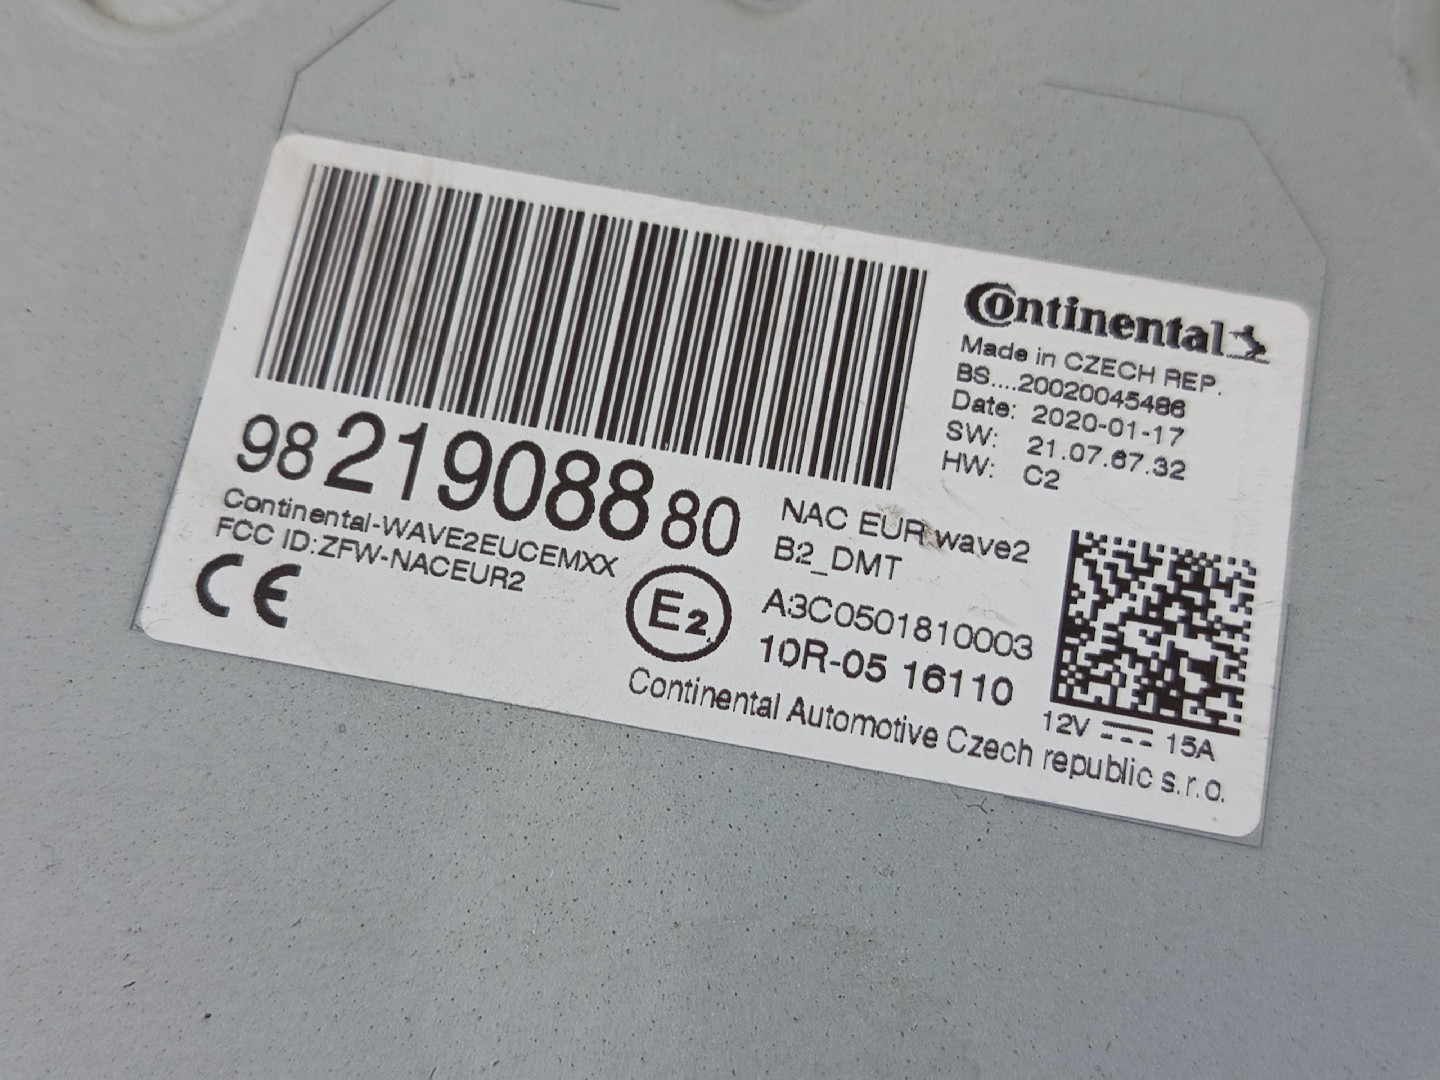 Continental
Made in CZECH REP.
BS....20020045486
Date: 2020-01-17
SW: 21.07.67.32
HW: C2
98 219088 80
Continental-WAVE2EUCEMXX
FCC ID:ZFW-NACEUR2
CE
E2
NAC EUR wave2
B2_DMT
A3C0501810003
10R-05 16110
12V 15A
Continental Automotive Czech republic s.r.o.